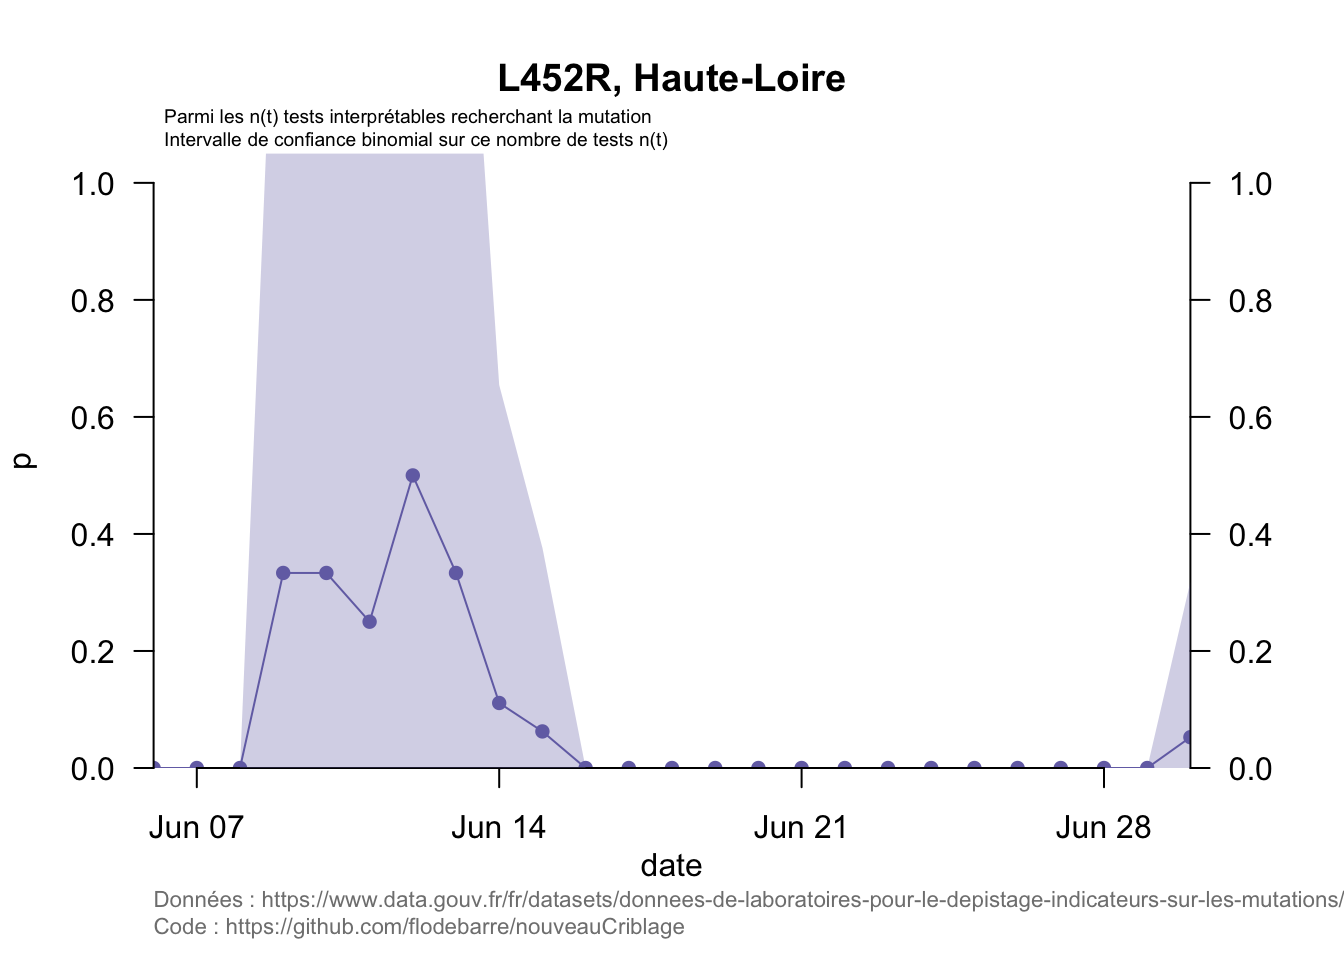 L452R, Haute-Loire
Parmi les n(t) tests interprétables recherchant la mutation
Intervalle de confiance binomial sur ce nombre de tests n(t)
1.0 1.0
0.8 0.8
0.6 0.6
p
0.4 0.4
0.2 0.2
0.0 0.0
Jun 07 Jun 14 Jun 21 Jun 28
date
Données : https://www.data.gouv.fr/fr/datasets/donnees-de-laboratoires-pour-le-depistage-indicateurs-sur-les-mutations/
Code : https://github.com/flodebarre/nouveauCriblage